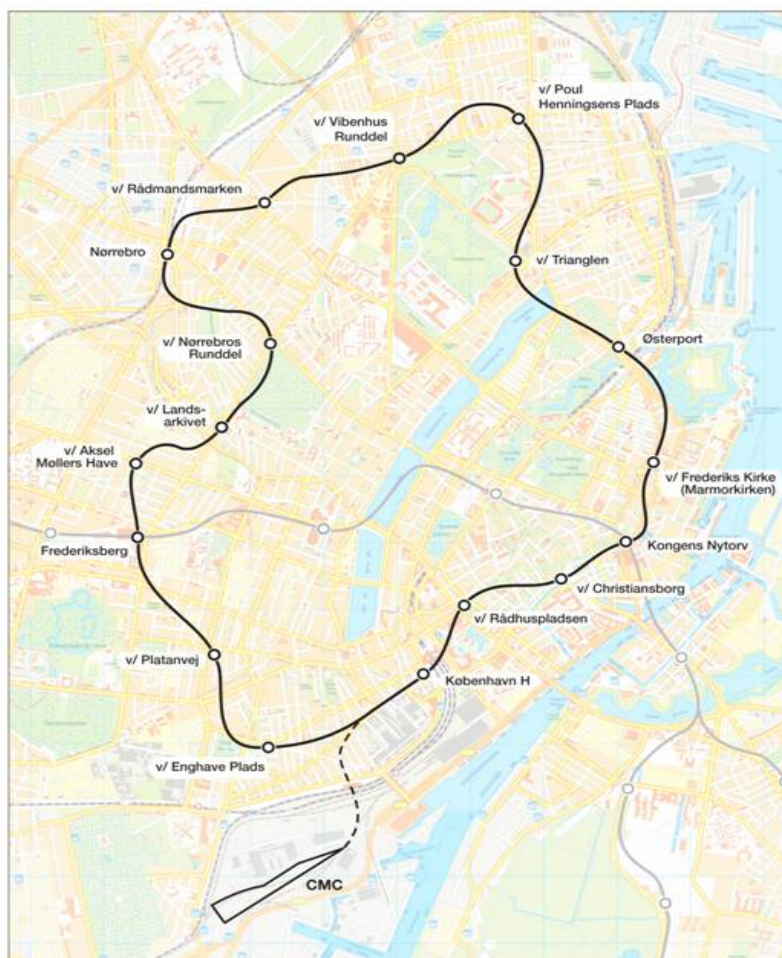 v/ Poul
Henningsens Plads
v/ Vibenhus
Runddel
v/ Rådmandsmarken
Nørrebro
v/ Trianglen
v/ Nørrebros
Runddel
Østerport
v/ Lands-
arkivet
v/ Aksel
Møllers Have
v/ Frederiks Kirke
(Marmorkirken)
Frederiksberg
Kongens Nytorv
v/ Christiansborg
v/ Rådhuspladsen
v/ Platanvej
København H
v/ Enghave Plads
CMC